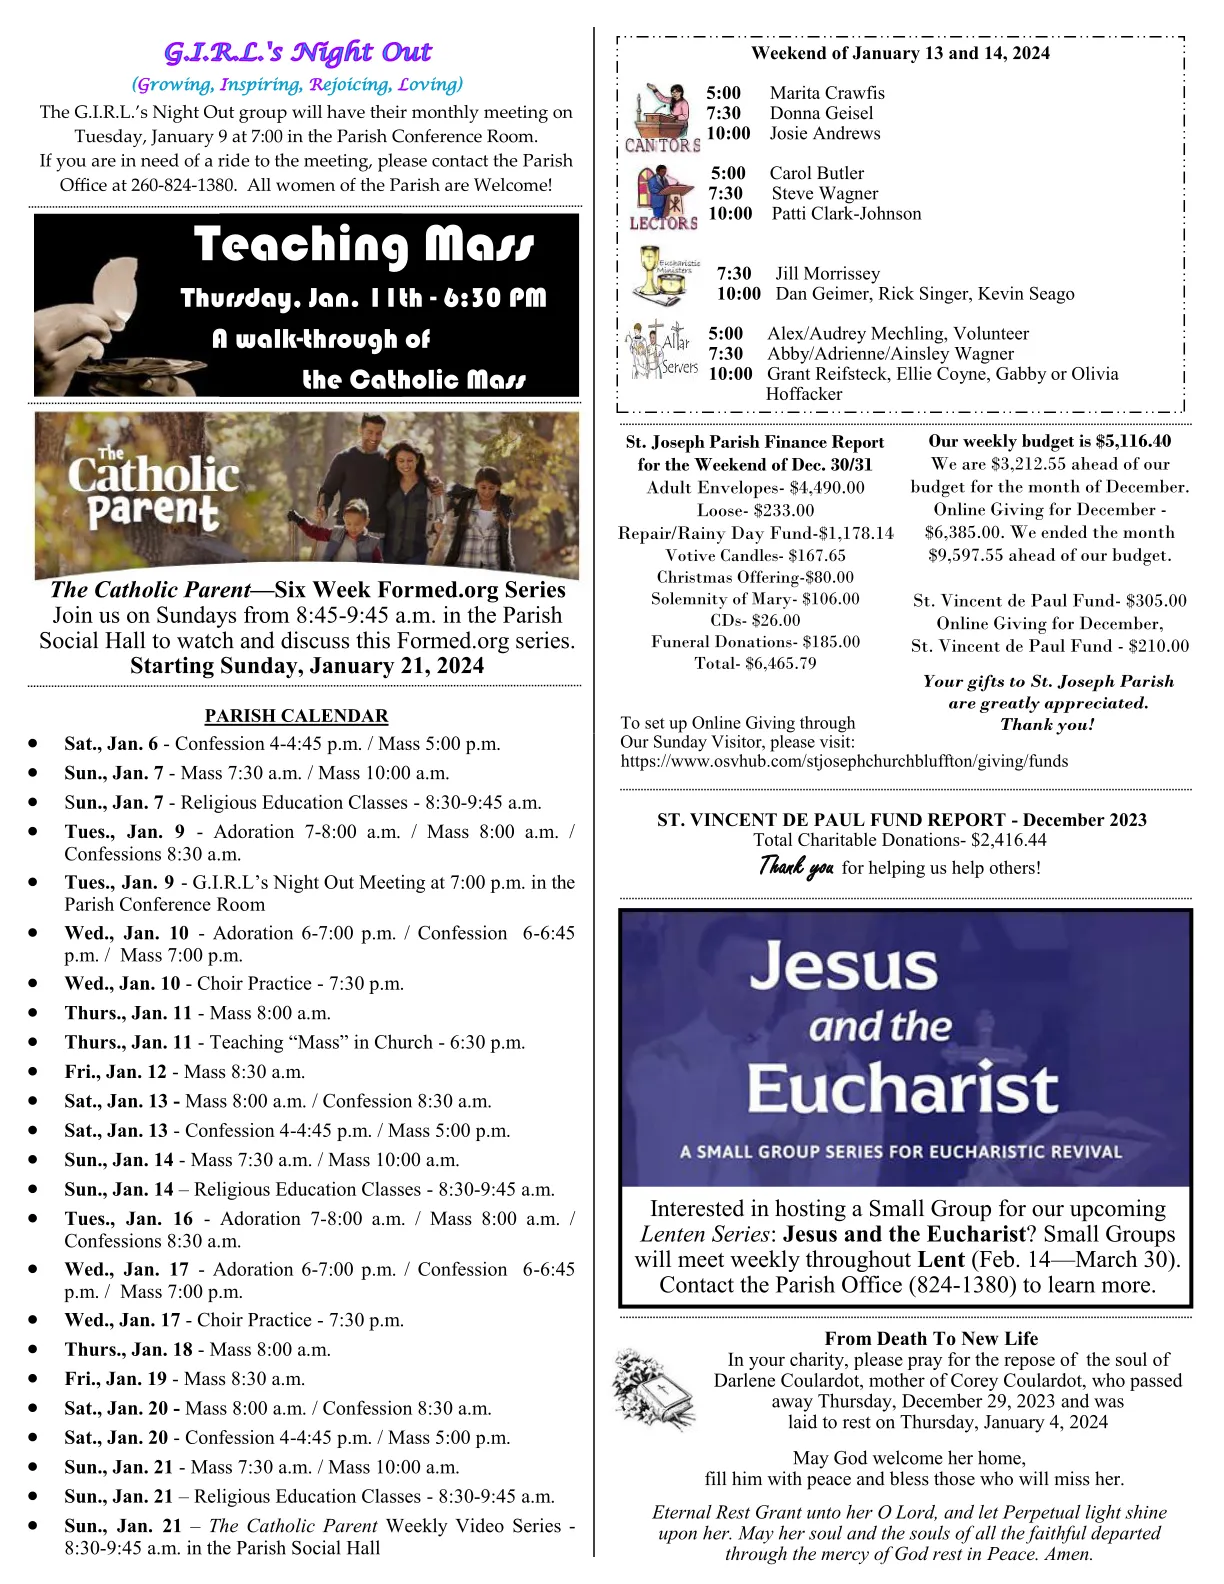 G.I.R.L.'s Night Out
(Growing, Inspiring, Rejoicing, Loving)
The G.I.R.L.’s Night Out group will have their monthly meeting on
Tuesday, January 9 at 7:00 in the Parish Conference Room.
If you are in need of a ride to the meeting, please contact the Parish
Office at 260-824-1380.  All women of the Parish are Welcome!
Teaching Mass
Thursday, Jan. 11th - 6:30 PM
A walk-through of
the Catholic Mass
The
Catholic
Parent
The Catholic Parent—Six Week Formed.org Series
Join us on Sundays from 8:45-9:45 a.m. in the Parish
Social Hall to watch and discuss this Formed.org series.
Starting Sunday, January 21, 2024
PARISH CALENDAR
• Sat., Jan. 6 - Confession 4-4:45 p.m. / Mass 5:00 p.m.
• Sun., Jan. 7 - Mass 7:30 a.m. / Mass 10:00 a.m.
• Sun., Jan. 7 - Religious Education Classes - 8:30-9:45 a.m.
• Tues., Jan. 9 - Adoration 7-8:00 a.m. / Mass 8:00 a.m. /
Confessions 8:30 a.m.
• Tues., Jan. 9 - G.I.R.L’s Night Out Meeting at 7:00 p.m. in the
Parish Conference Room
• Wed., Jan. 10 - Adoration 6-7:00 p.m. / Confession 6-6:45
p.m. / Mass 7:00 p.m.
• Wed., Jan. 10 - Choir Practice - 7:30 p.m.
• Thurs., Jan. 11 - Mass 8:00 a.m.
• Thurs., Jan. 11 - Teaching “Mass” in Church - 6:30 p.m.
• Fri., Jan. 12 - Mass 8:30 a.m.
• Sat., Jan. 13 - Mass 8:00 a.m. / Confession 8:30 a.m.
• Sat., Jan. 13 - Confession 4-4:45 p.m. / Mass 5:00 p.m.
• Sun., Jan. 14 - Mass 7:30 a.m. / Mass 10:00 a.m.
• Sun., Jan. 14 – Religious Education Classes - 8:30-9:45 a.m.
• Tues., Jan. 16 - Adoration 7-8:00 a.m. / Mass 8:00 a.m. /
Confessions 8:30 a.m.
• Wed., Jan. 17 - Adoration 6-7:00 p.m. / Confession 6-6:45
p.m. / Mass 7:00 p.m.
• Wed., Jan. 17 - Choir Practice - 7:30 p.m.
• Thurs., Jan. 18 - Mass 8:00 a.m.
• Fri., Jan. 19 - Mass 8:30 a.m.
• Sat., Jan. 20 - Mass 8:00 a.m. / Confession 8:30 a.m.
• Sat., Jan. 20 - Confession 4-4:45 p.m. / Mass 5:00 p.m.
• Sun., Jan. 21 - Mass 7:30 a.m. / Mass 10:00 a.m.
• Sun., Jan. 21 – Religious Education Classes - 8:30-9:45 a.m.
• Sun., Jan. 21 – The Catholic Parent Weekly Video Series -
8:30-9:45 a.m. in the Parish Social Hall
Weekend of January 13 and 14, 2024
CANTORS
5:00 Marita Crawfis
7:30 Donna Geisel
10:00 Josie Andrews
LECTORS
5:00 Carol Butler
7:30 Steve Wagner
10:00 Patti Clark-Johnson
Eucharistic
Ministers
7:30 Jill Morrissey
10:00 Dan Geimer, Rick Singer, Kevin Seago
Altar
Servers
5:00 Alex/Audrey Mechling, Volunteer
7:30 Abby/Adrienne/Ainsley Wagner
10:00 Grant Reifsteck, Ellie Coyne, Gabby or Olivia
Hoffacker
St. Joseph Parish Finance Report
for the Weekend of Dec. 30/31
Adult Envelopes- $4,490.00
Loose- $233.00
Repair/Rainy Day Fund-$1,178.14
Votive Candles- $167.65
Christmas Offering-$80.00
Solemnity of Mary- $106.00
CDs- $26.00
Funeral Donations- $185.00
Total- $6,465.79
Our weekly budget is $5,116.40
We are $3,212.55 ahead of our
budget for the month of December.
Online Giving for December -
$6,385.00. We ended the month
$9,597.55 ahead of our budget.
St. Vincent de Paul Fund- $305.00
Online Giving for December,
St. Vincent de Paul Fund - $210.00
Your gifts to St. Joseph Parish
are greatly appreciated.
Thank you!
To set up Online Giving through
Our Sunday Visitor, please visit:
https://www.osvhub.com/stjosephchurchbluffton/giving/funds
ST. VINCENT DE PAUL FUND REPORT - December 2023
Total Charitable Donations- $2,416.44
Thank you for helping us help others!
Jesus
and the
Eucharist
A SMALL GROUP SERIES FOR EUCHARISTIC REVIVAL
Interested in hosting a Small Group for our upcoming
Lenten Series: Jesus and the Eucharist? Small Groups
will meet weekly throughout Lent (Feb. 14—March 30).
Contact the Parish Office (824-1380) to learn more.
From Death To New Life
In your charity, please pray for the repose of the soul of
Darlene Coulardot, mother of Corey Coulardot, who passed
away Thursday, December 29, 2023 and was
laid to rest on Thursday, January 4, 2024
May God welcome her home,
fill him with peace and bless those who will miss her.
Eternal Rest Grant unto her O Lord, and let Perpetual light shine
upon her. May her soul and the souls of all the faithful departed
through the mercy of God rest in Peace. Amen.